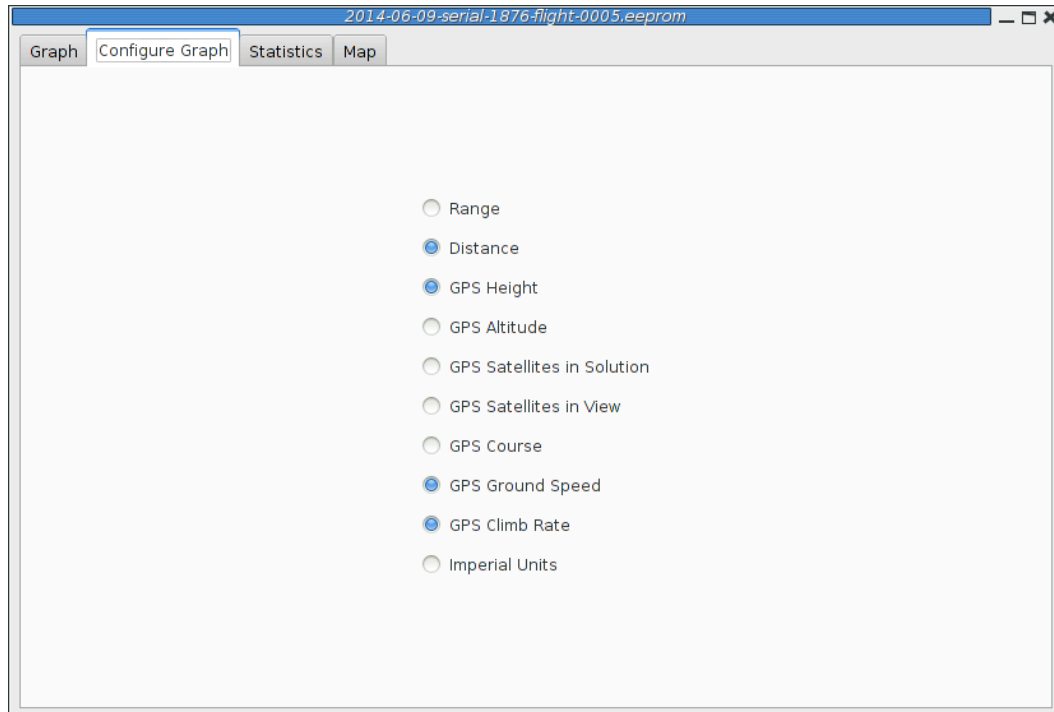 2014-06-09-serial-1876-flight-0005.eeprom
Graph Configure Graph Statistics Map
Range
Distance
GPS Height
GPS Altitude
GPS Satellites in Solution
GPS Satellites in View
GPS Course
GPS Ground Speed
GPS Climb Rate
Imperial Units